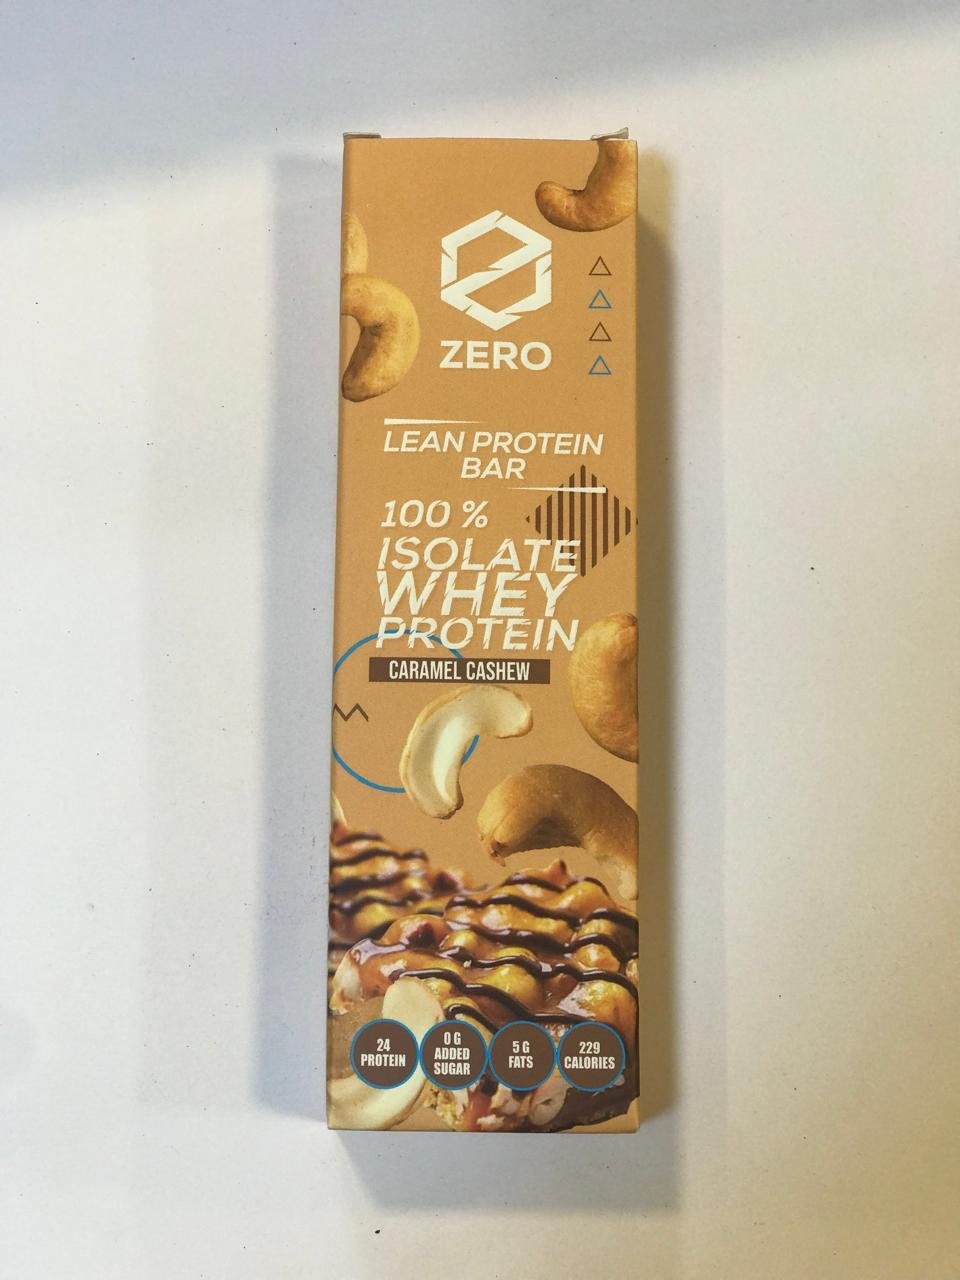 ZERO
LEAN PROTEIN
BAR
100 %
ISOLATE
WHEY
PROTEIN
CARAMEL CASHEW
24
PROTEIN
0 G
ADDED
SUGAR
5 G
FATS
229
CALORIES